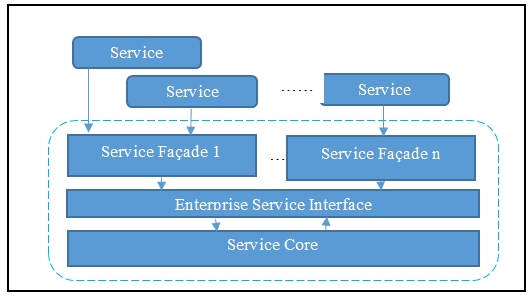 Service
Service
......
Service
Service Façade 1
...
Service Façade n
Enterprise Service Interface
Service Core